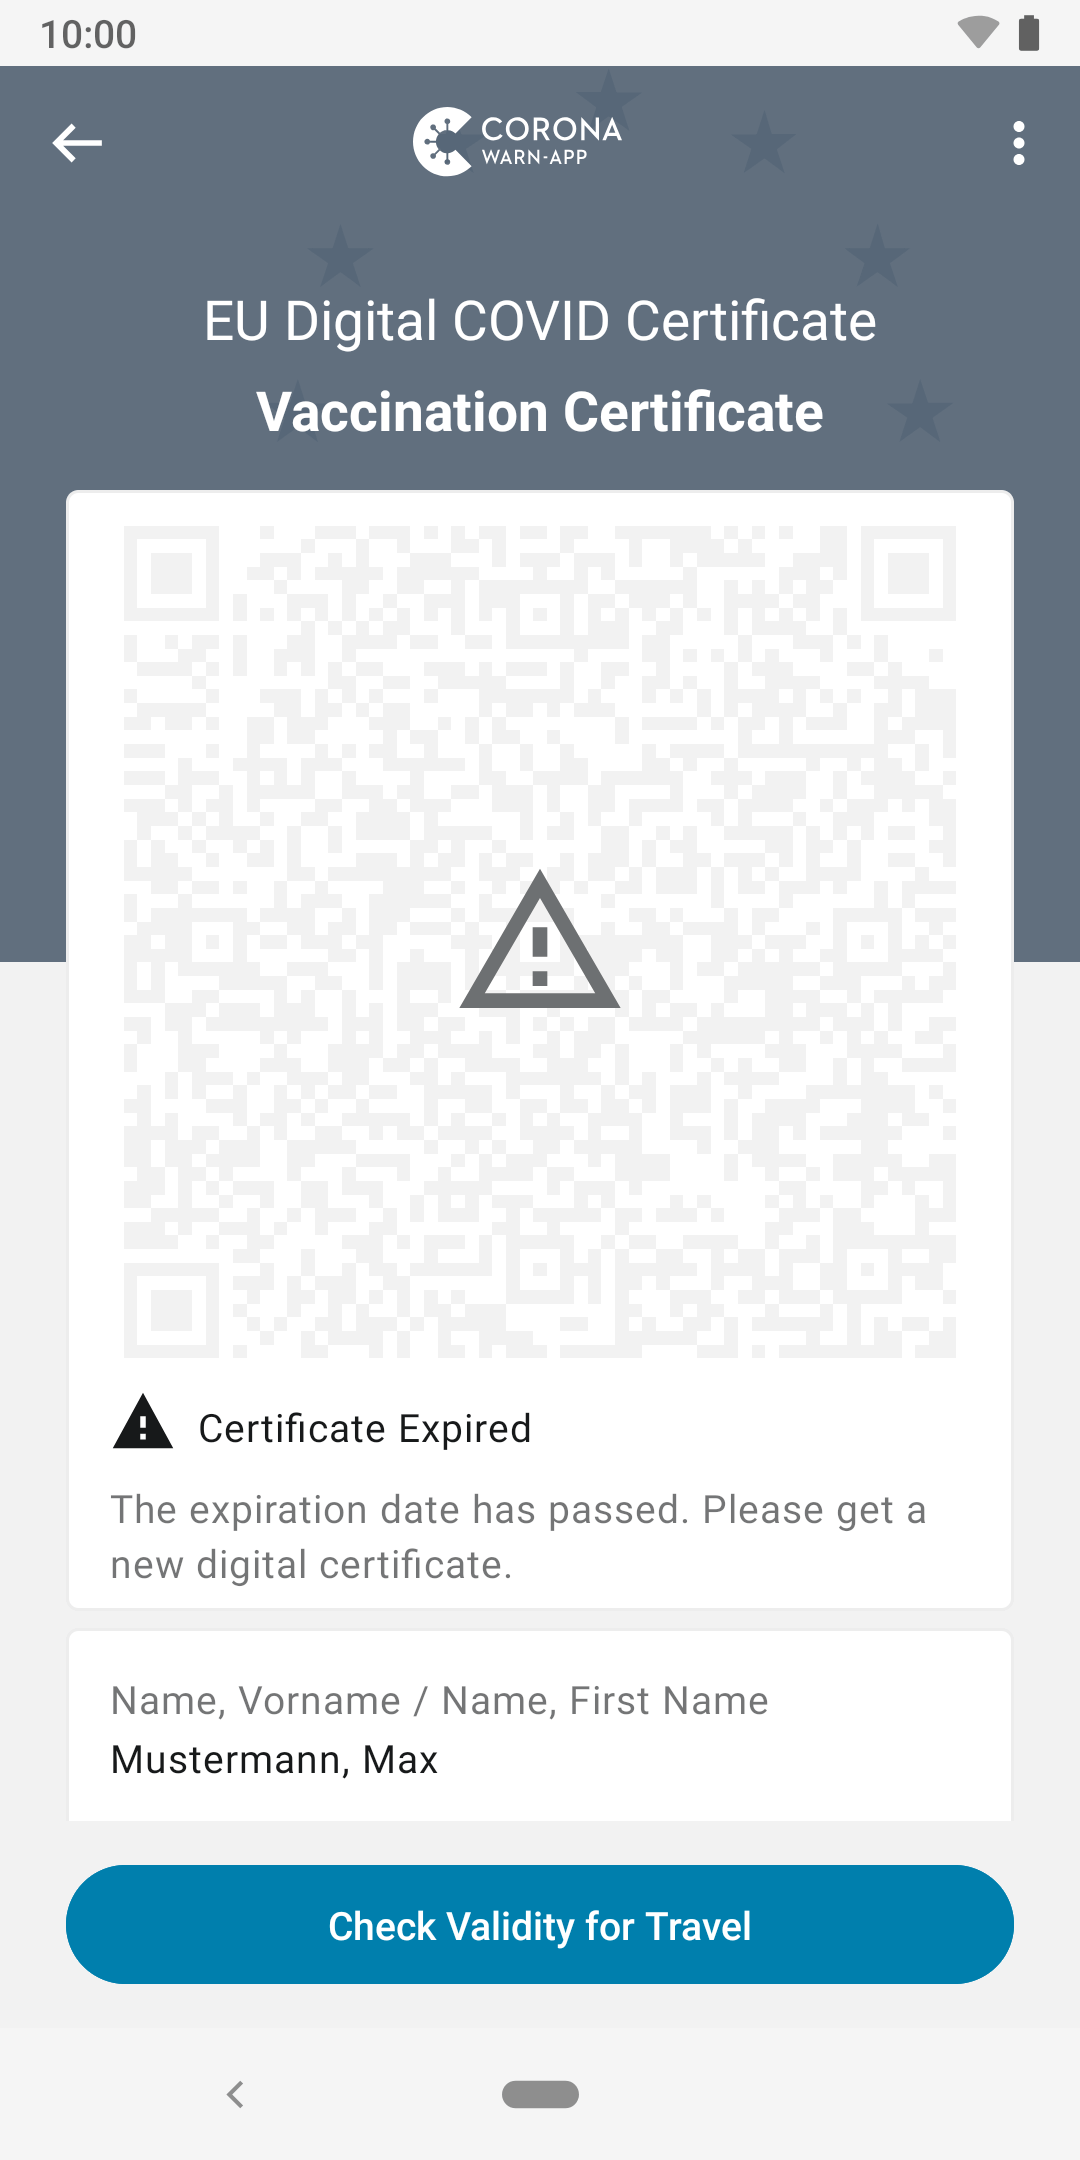 10:00
CORONA
WARN-APP
EU Digital COVID Certificate
Vaccination Certificate
Certificate Expired
The expiration date has passed. Please get a
new digital certificate.
Name, Vorname / Name, First Name
Mustermann, Max
Check Validity for Travel